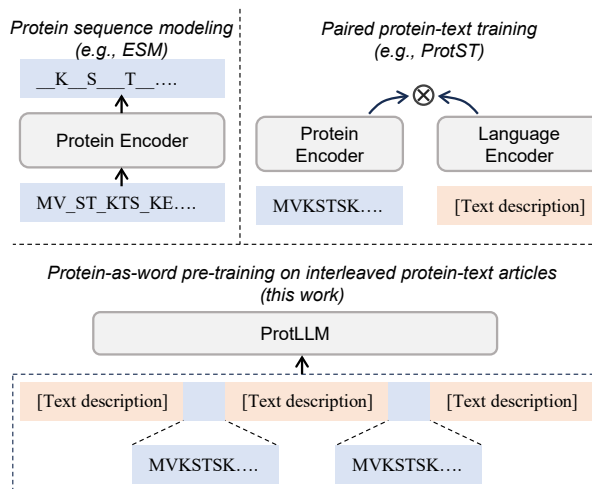 Protein sequence modeling
(e.g., ESM)
__K__S___T__….
Protein Encoder
MV_ST_KTS_KE….
Paired protein-text training
(e.g., ProtST)
Protein
Encoder
Language
Encoder
MVKSTSK….
[Text description]
Protein-as-word pre-training on interleaved protein-text articles
(this work)
ProtLLM
[Text description] [Text description] [Text description]
MVKSTSK…. MVKSTSK….